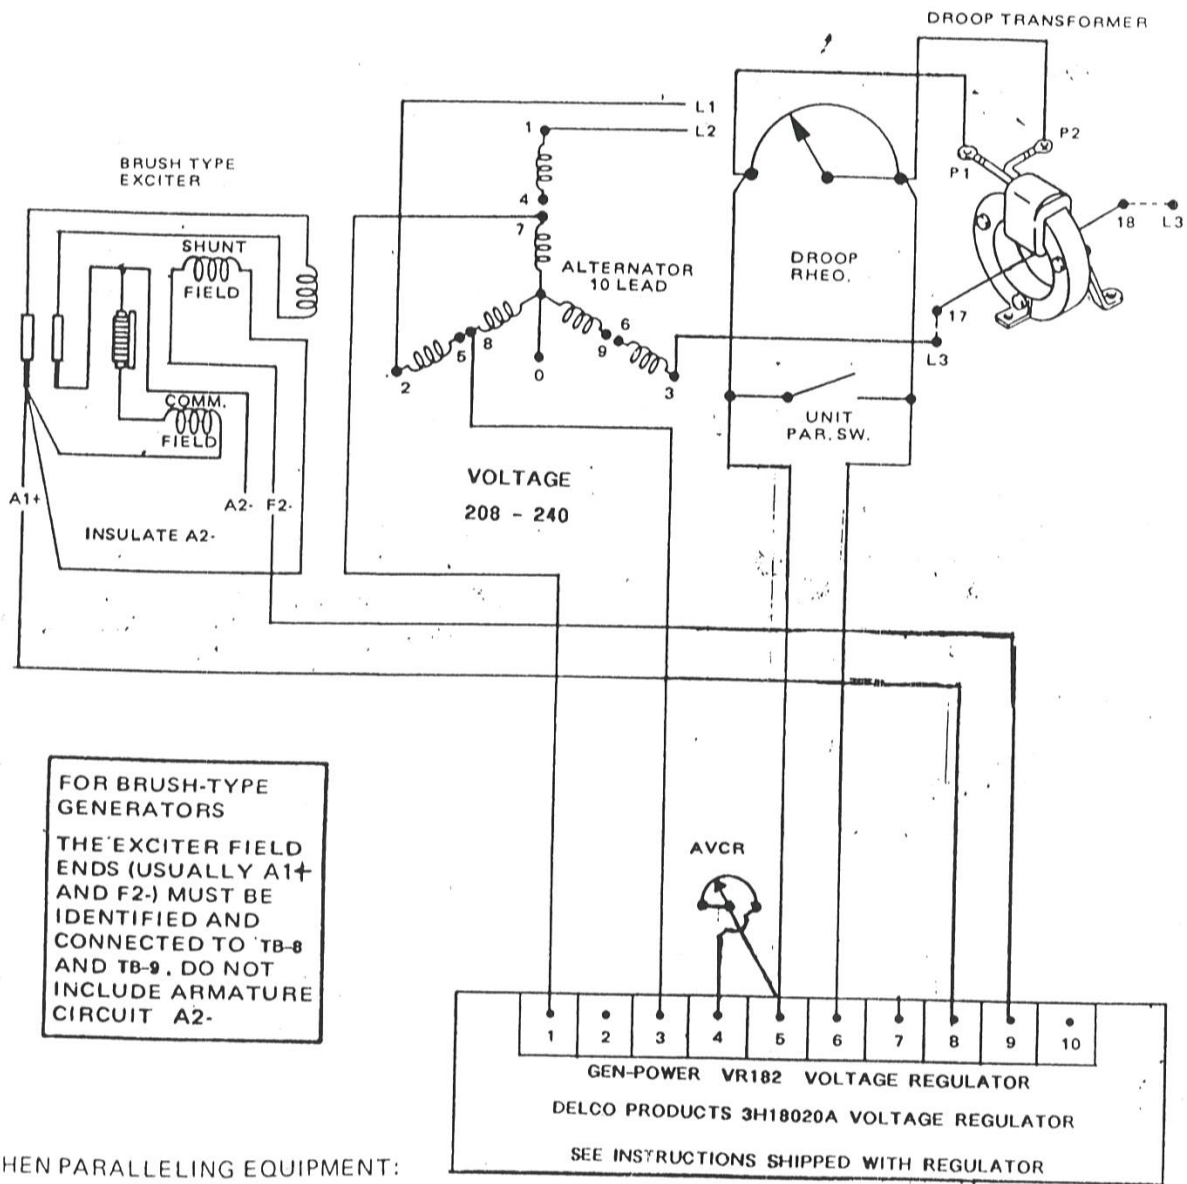 DROOP TRANSFORMER
L1
1
L2
P2
BRUSH TYPE
EXCITER
P1
4
7
18
L3
SHUNT
FIELD
ALTERNATOR
10 LEAD
DROOP
RHEO.
17
6
5
8
9
L3
0
2
3
COMM.
FIELD
UNIT
PAR. SW.
VOLTAGE
208 - 240
A1+
A2-
F2-
INSULATE A2-
FOR BRUSH-TYPE
GENERATORS
THE EXCITER FIELD
ENDS (USUALLY A1+
AND F2-) MUST BE
IDENTIFIED AND
CONNECTED TO TB-8
AND TB-9. DO NOT
INCLUDE ARMATURE
CIRCUIT A2-
AVCR
1 2 3 4 5 6 7 8 9 10
GEN-POWER VR182 VOLTAGE REGULATOR
DELCO PRODUCTS 3H18020A VOLTAGE REGULATOR
SEE INSTRUCTIONS SHIPPED WITH REGULATOR
HEN PARALLELING EQUIPMENT: